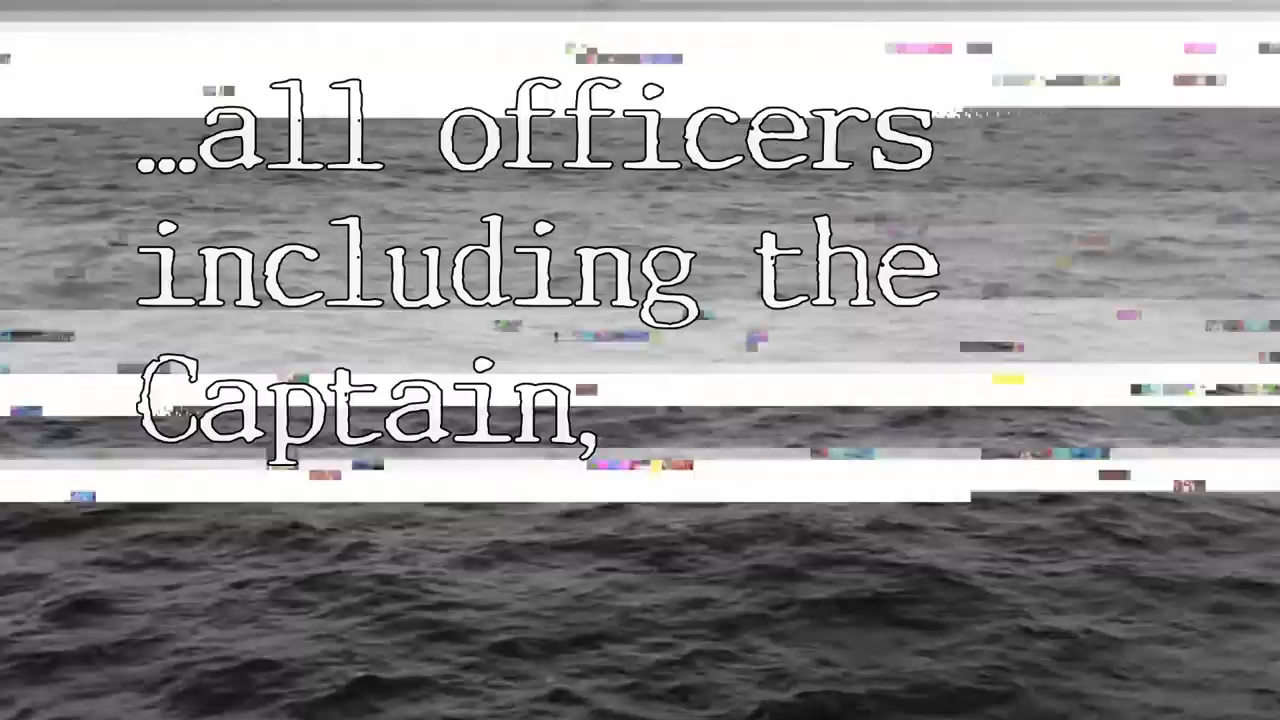 …all officers
including the
Captain,